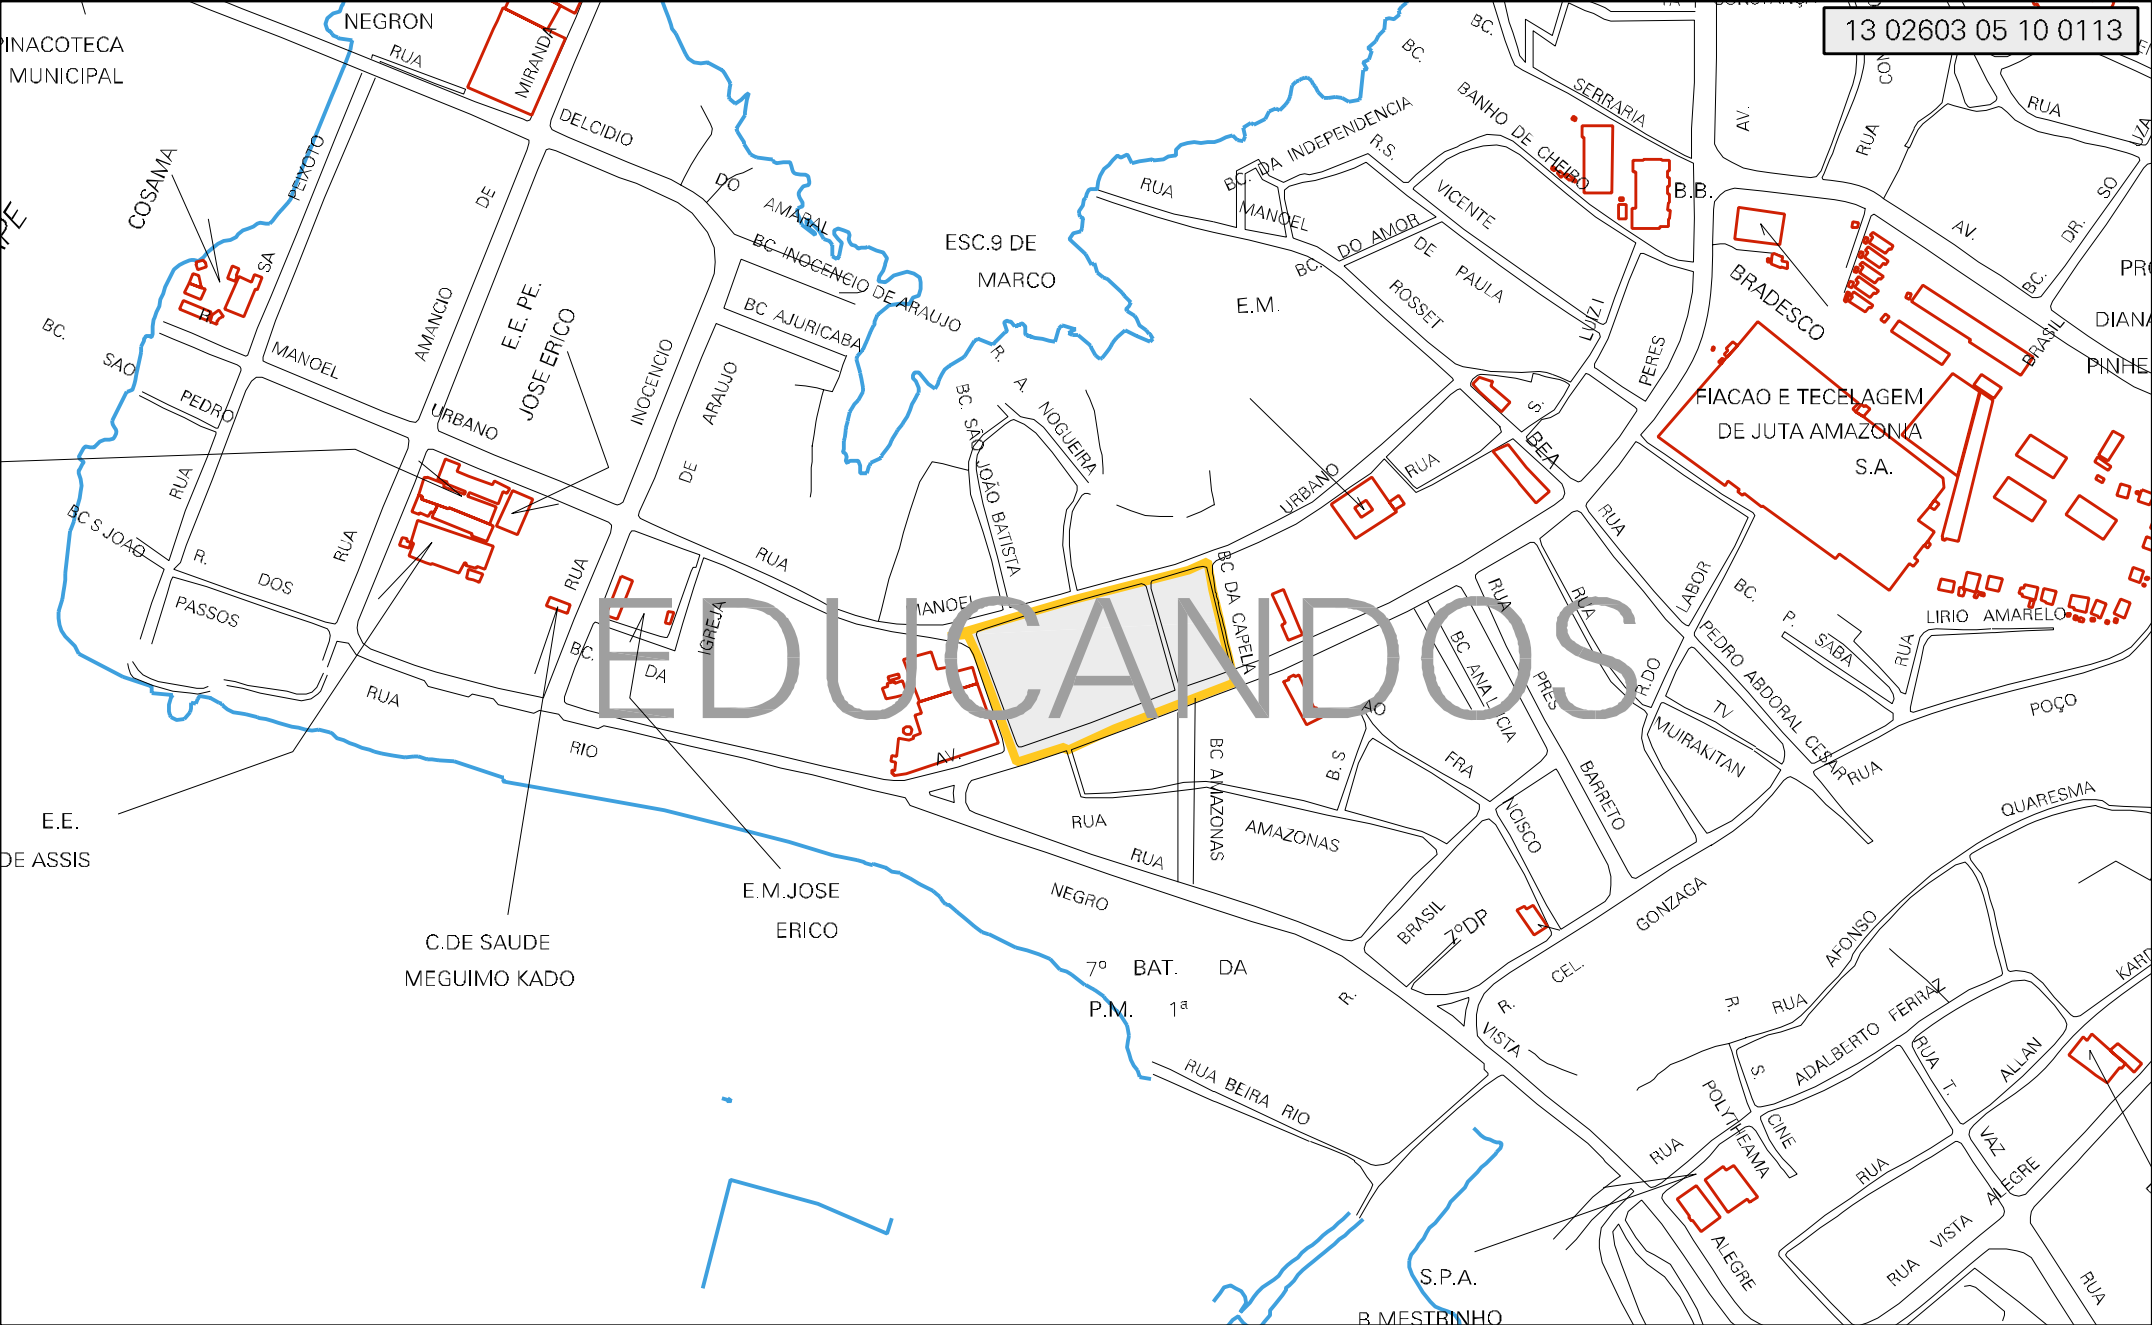 13 02603 05 10 0113
NEGRON
PINACOTECA
MUNICIPAL
RUA
MIRANDA
DELCIDIO
DO
AMARAL
COSAMA
PEIXOTO
SA
DE
AMANCIO
RUA
E.E. PE.
JOSE ERICO
INOCENCIO
DE
ARAUJO
RUA
BC INOCENCIO DE ARAUJO
BC AJURICABA
ESC.9 DE
MARCO
E.M.
BC.
SAO
PEDRO
MANOEL
URBANO
RUA
MANOEL
RUA
BC S.JOAO
R.
DOS
PASSOS
BC.
DA
IGREJA
RUA
RIO
NEGRO
AV.
R.
A.
NOGUEIRA
BC. SÃO JOÃO BATISTA
BC DA CAPELA
EDUCANDOS
RUA
MANOEL
URBANO
BC. DA INDEPENDENCIA
R.S.
VICENTE
DE
PAULA
BC.
DO AMOR
ROSSET
BC.
BC.
BANHO DE CHEIRO
SERRARIA
B.B.
AV.
RUA
RUA
AV.
BRASIL
BC.
DR.
SO
BRADESCO
DIANA
PINHE
FIACAO E TECELAGEM
DE JUTA AMAZONIA
S.A.
LUIZ I
PERES
S.
BEA
RUA
RUA
LABOR
R.DO
BC.
P.
SABA
RUA
LIRIO AMARELO
PEDRO ABDORAL CESAR
TV
MUIRAKITAN
RUA
POÇO
QUARESMA
RUA
PRES
BARRETO
RUA
BC. ANA LUCIA
B. S
AO
FRA
NCISCO
BC AMAZONAS
RUA
AMAZONAS
RUA
BRASIL
7ºDP
GONZAGA
CEL.
R.
R.
VISTA
E.E.
DE ASSIS
C.DE SAUDE
MEGUIMO KADO
E.M.JOSE
ERICO
7º BAT. DA
P.M. 1ª
RUA BEIRA RIO
AFONSO
RUA
R.
S.
POLYTHEAMA
CINE
ADALBERTO FERRAZ
RUA
T.
ALLAN
KARD
VAZ
ALEGRE
RUA
RUA
VISTA
RUA
RUA
ALEGRE
S.P.A.
B.MESTRINHO